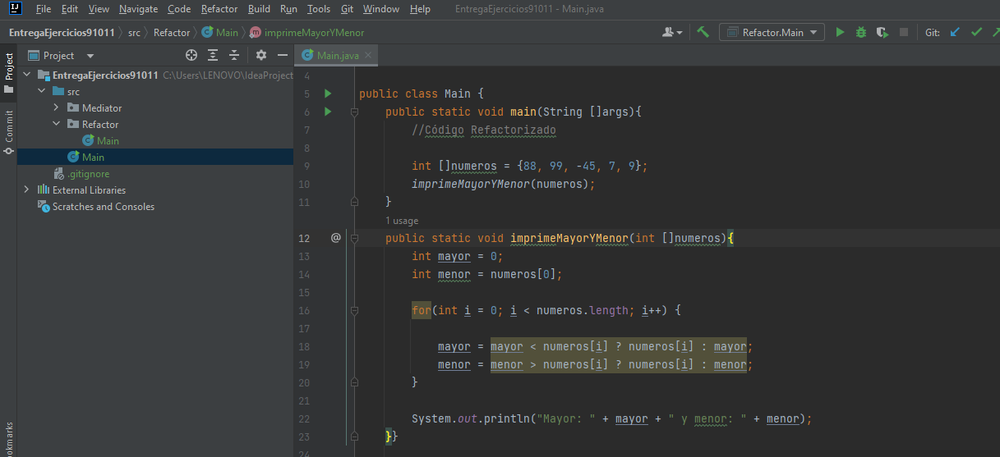 File Edit View Navigate Code Refactor Build Run Tools Git Window Help EntregaEjercicios91011 - Main.java
EntregaEjercicios91011 src Refactor Main imprimeMayorYMenor Refactor.Main Git:
Project
Commit
Bookmarks
Project
EntregaEjercicios91011 C:\Users\LENOVO\IdeaProject
src
Mediator
Refactor
Main
Main
.gitignore
External Libraries
Scratches and Consoles
Main.java
4
5 public class Main {
6 public static void main(String []args){
7 //Código Refactorizado
8
9 int []numeros = {88, 99, -45, 7, 9};
10 imprimeMayorYMenor(numeros);
11 }
1 usage
12 @ public static void imprimeMayorYMenor(int []numeros){
13 int mayor = 0;
14 int menor = numeros[0];
15
16 for(int i = 0; i < numeros.length; i++) {
17
18 mayor = mayor < numeros[i] ? numeros[i] : mayor;
19 menor = menor > numeros[i] ? numeros[i] : menor;
20 }
21
22 System.out.println("Mayor: " + mayor + " y menor: " + menor);
23 }}
24